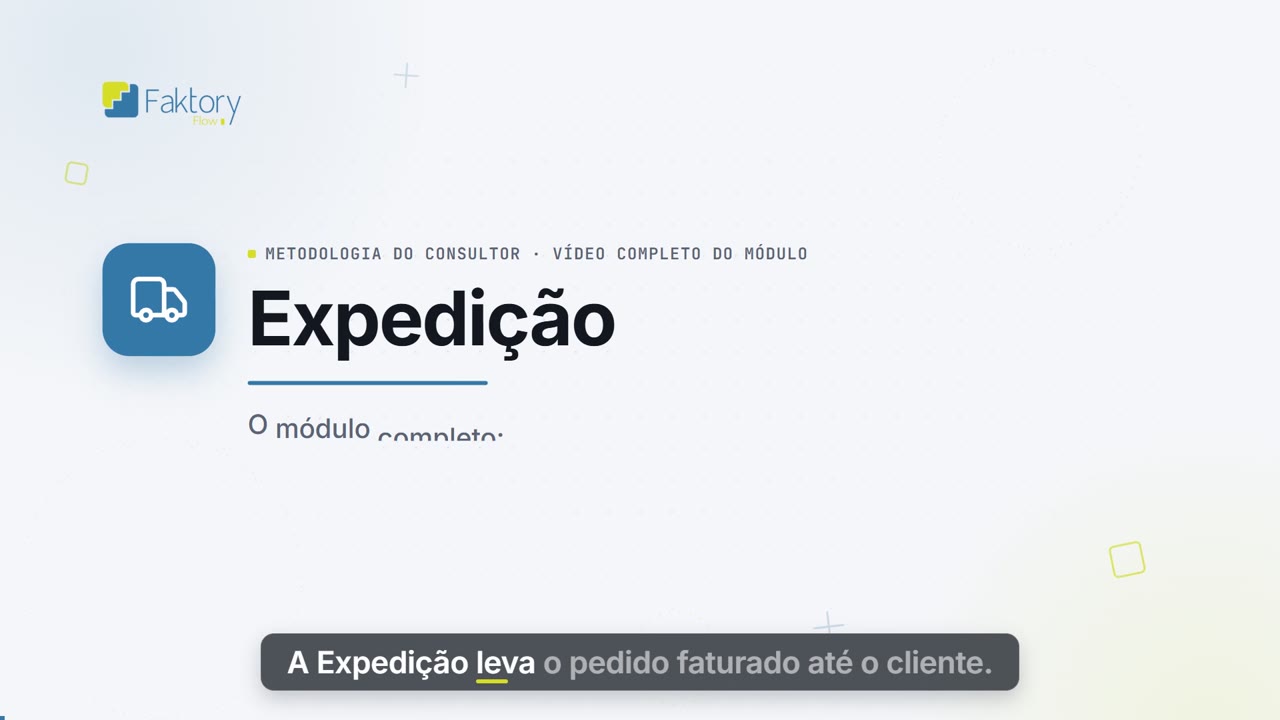 Faktory
Flow
METODOLOGIA DO CONSULTOR · VÍDEO COMPLETO DO MÓDULO
Expedição
O módulo completo:
A Expedição leva o pedido faturado até o cliente.